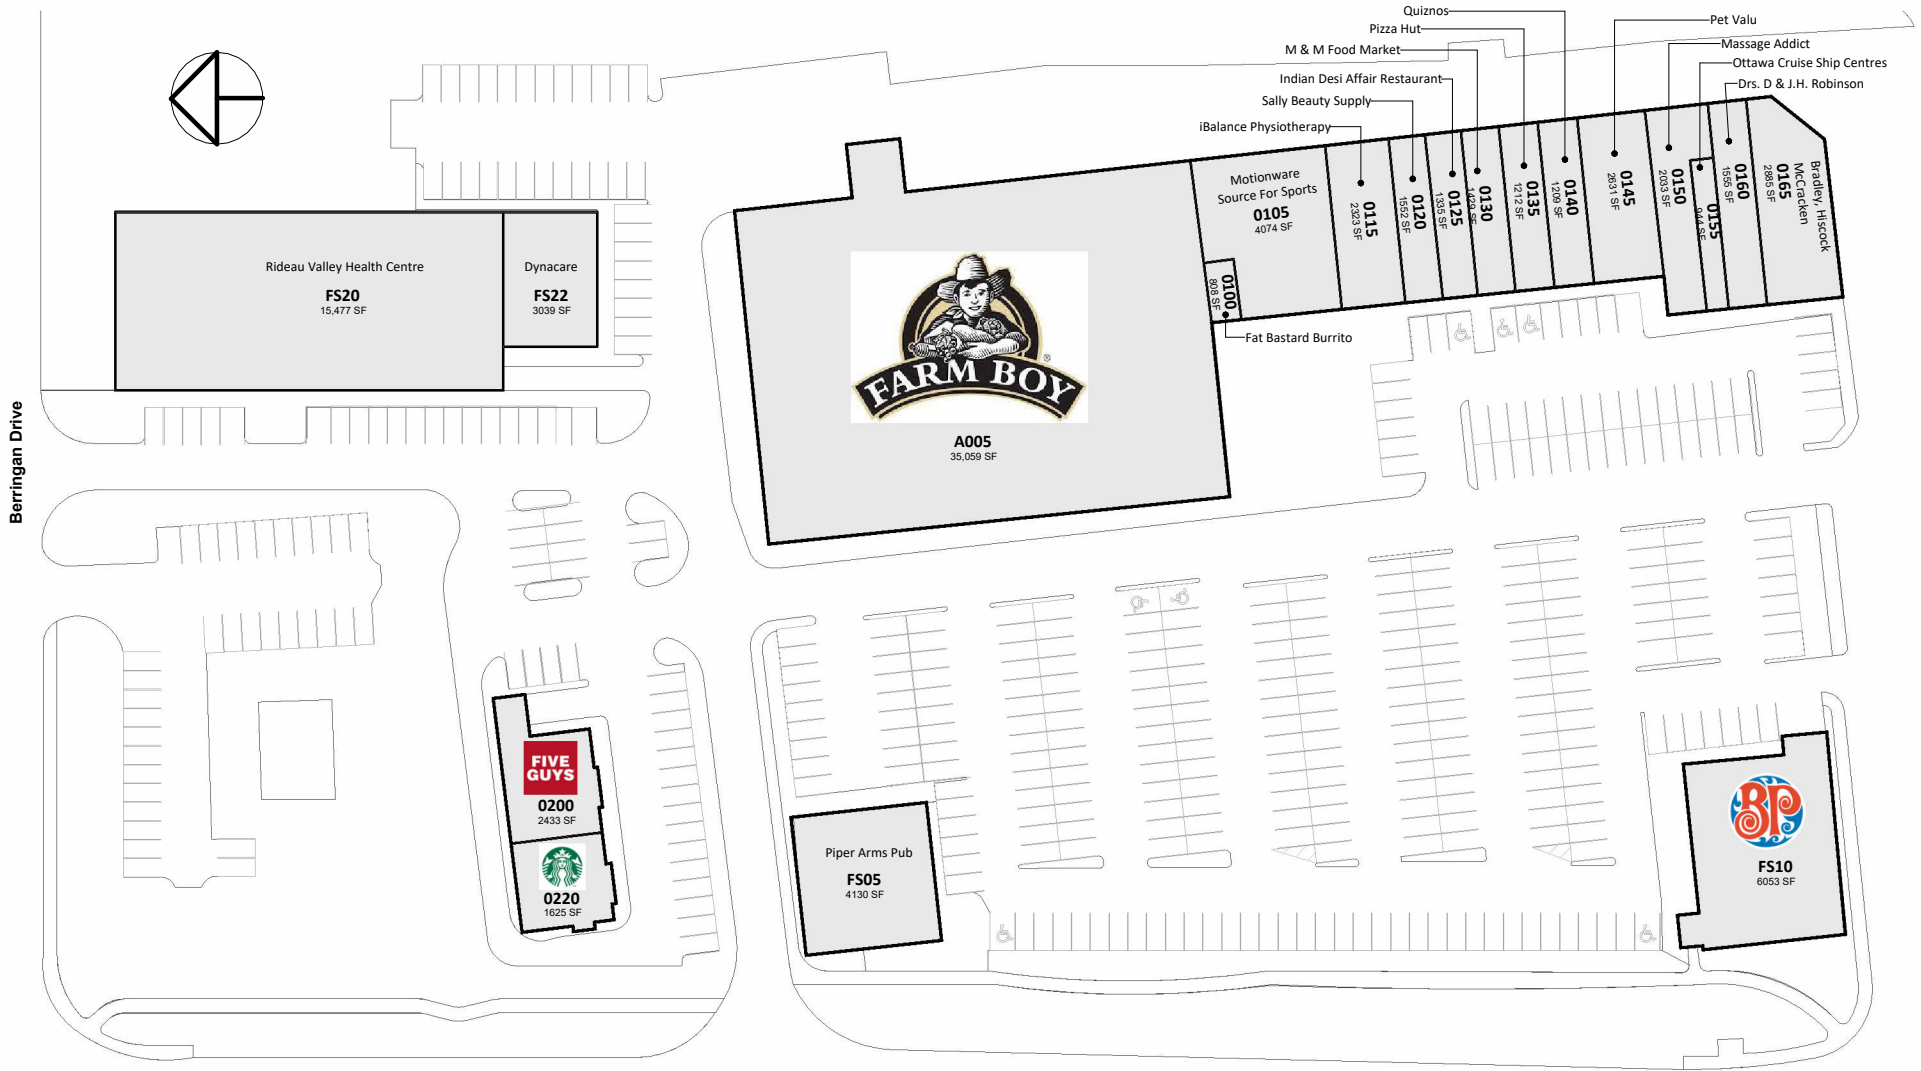 Quiznos
Pizza Hut
M & M Food Market
Indian Desi Affair Restaurant
Sally Beauty Supply
iBalance Physiotherapy
Pet Valu
Massage Addict
Ottawa Cruise Ship Centres
Drs. D & J.H. Robinson
Motionware
Source For Sports
0105
4074 SF
0115
2323 SF
0120
1552 SF
0125
1335 SF
0130
1429 SF
0135
1212 SF
0140
1209 SF
0145
2631 SF
0150
2033 SF
0155
944 SF
0160
1555 SF
0165
2885 SF
Bradley, Hiscock
McCracken
0100
808 SF
Fat Bastard Burrito
Rideau Valley Health Centre
FS20
15,477 SF
Dynacare
FS22
3039 SF
FARM BOY
®
A005
35,059 SF
Berringan Drive
FIVE
GUYS
0200
2433 SF
0220
1625 SF
Piper Arms Pub
FS05
4130 SF
BP
FS10
6053 SF